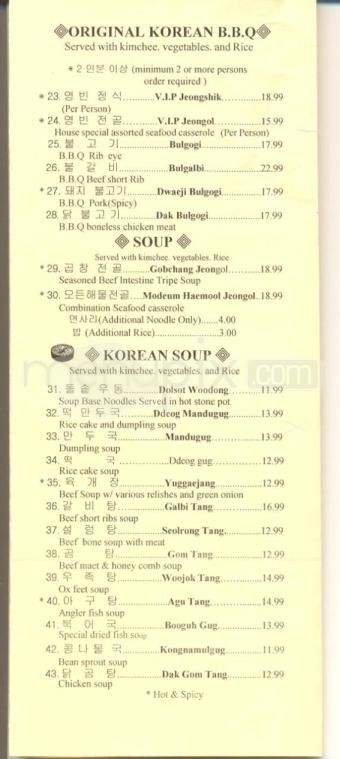 ORIGINAL KOREAN B.B.Q
Served with kimchee. vegetables. and Rice
* 2 인분 이상 (minimum 2 or more persons
order required )
* 23. 영 빈 정 식..............V.I.P Jeongshik..............18.99
(Per Person)
* 24. 영 빈 전 골..............V.I.P Jeongol..............15.99
House special assorted seafood casserole (Per Person)
25. 불 고 기..............Bulgogi..............17.99
B.B.Q Rib eye
26. 불 갈 비..............Bulgalbi..............22.99
B.B.Q Beef short Rib
* 27. 돼지 불고기..........Dwaeji Bulgogi..............17.99
B.B.Q Pork(Spicy)
28. 닭 불 고 기..........Dak Bulgogi..............17.99
B.B.Q boneless chicken meat
SOUP
Served with kimchee. vegetables. Rice
* 29. 곱 창 전 골..........Gobchang Jeongol..........18.99
Seasoned Beef Intestine Tripe Soup
* 30. 모든해물전골....Modeum Haemool Jeongol..18.99
Combination Seafood casserole
면사리(Additional Noodle Only)......4.00
밥 (Additional Rice)....................3.00
KOREAN SOUP
Served with kimchee. vegetables. and Rice
31. 돌 솥 우 동..........Dolsot Woodong..........11.99
Soup Base Noodles Served in hot stone pot
32. 떡 만 두 국..........Ddeog Mandugug..........13.99
Rice cake and dumpling soup
33. 만 두 국..............Mandugug..............13.99
Dumpling soup
34. 떡 국 ..............Ddeog gug..............12.99
Rice cake soup
* 35. 육 개 장..............Yuggaejang..............12.99
Beef Soup w/ various relishes and green onion
36. 갈 비 탕..............Galbi Tang..............16.99
Beef short ribs soup
37. 설 렁 탕..............Seolrung Tang..............12.99
Beef bone soup with meat
38. 곰 탕..............Gom Tang..............12.99
Beef maet & honey comb soup
39. 우 족 탕..............Woojok Tang..............14.99
Ox feet soup
* 40. 아 구 탕..............Agu Tang..............14.99
Angler fish soup
41. 북 어 국..............Booguh Gug..............13.99
Special dried fish soup
42. 콩 나 물 국..........Kongnamulgug..........11.99
Bean sprout soup
43. 닭 곰 탕..............Dak Gom Tang..............12.99
Chicken soup
* Hot & Spicy